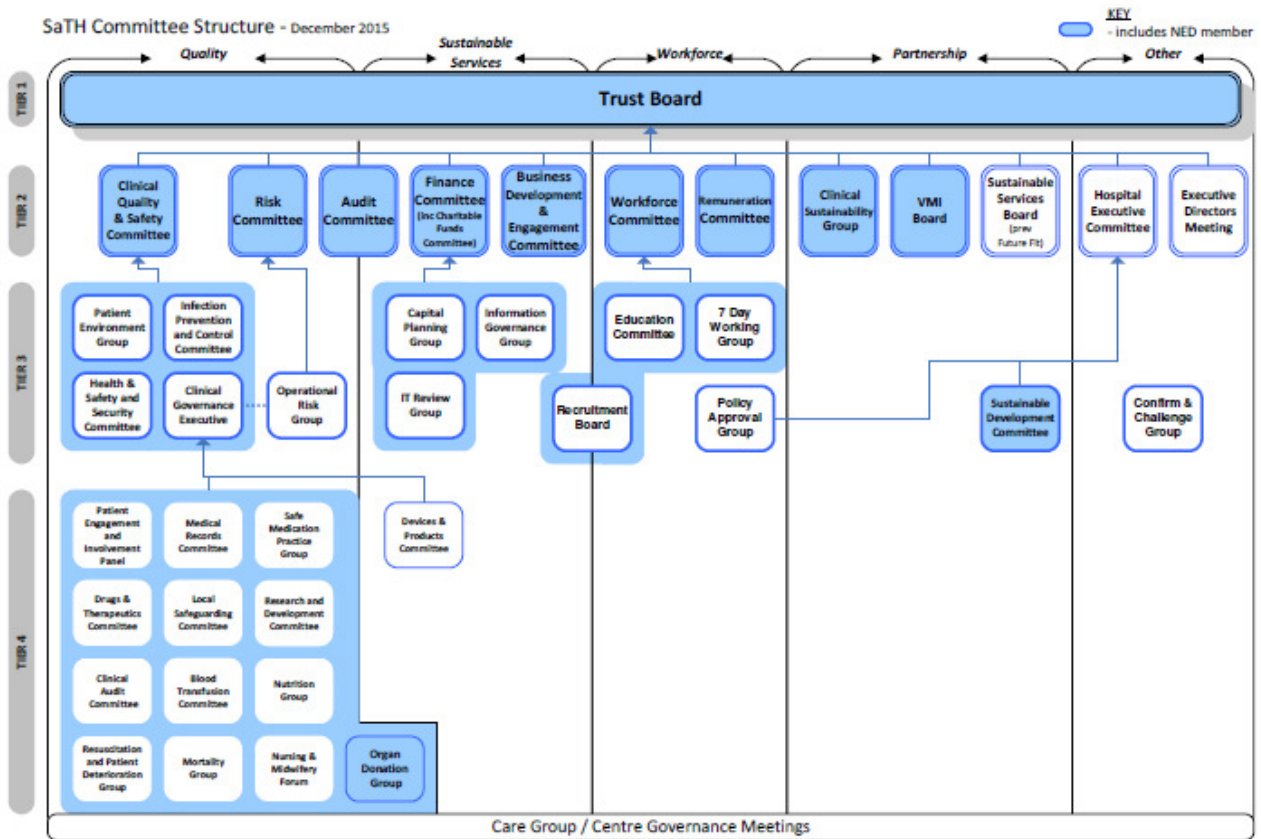 SaTH Committee Structure - December 2015
KEY
- includes NED member
Quality
Sustainable
Services
Workforce
Partnership
Other
TIER 1
Trust Board
TIER 2
Clinical
Quality
& Safety
Committee
Risk
Committee
Audit
Committee
Finance
Committee
(inc Charitable
Funds
Committee)
Business
Development
&
Engagement
Committee
Workforce
Committee
Remuneration
Committee
Clinical
Sustainability
Group
VMI
Board
Sustainable
Services
Board
(prev
Future Fit)
Hospital
Executive
Committee
Executive
Directors
Meeting
TIER 3
Patient
Environment
Group
Infection
Prevention
and Control
Committee
Capital
Planning
Group
Information
Governance
Group
Education
Committee
7 Day
Working
Group
Health &
Safety and
Security
Committee
Clinical
Governance
Executive
Operational
Risk
Group
IT Review
Group
Recruitment
Board
Policy
Approval
Group
Sustainable
Development
Committee
Confirm &
Challenge
Group
TIER 4
Patient
Engagement
and
Involvement
Panel
Medical
Records
Committee
Safe
Medication
Practice
Group
Devices &
Products
Committee
Drugs &
Therapeutics
Committee
Local
Safeguarding
Committee
Research and
Development
Committee
Clinical
Audit
Committee
Blood
Transfusion
Committee
Nutrition
Group
Resuscitation
and Patient
Deterioration
Group
Mortality
Group
Nursing &
Midwifery
Forum
Organ
Donation
Group
Care Group / Centre Governance Meetings